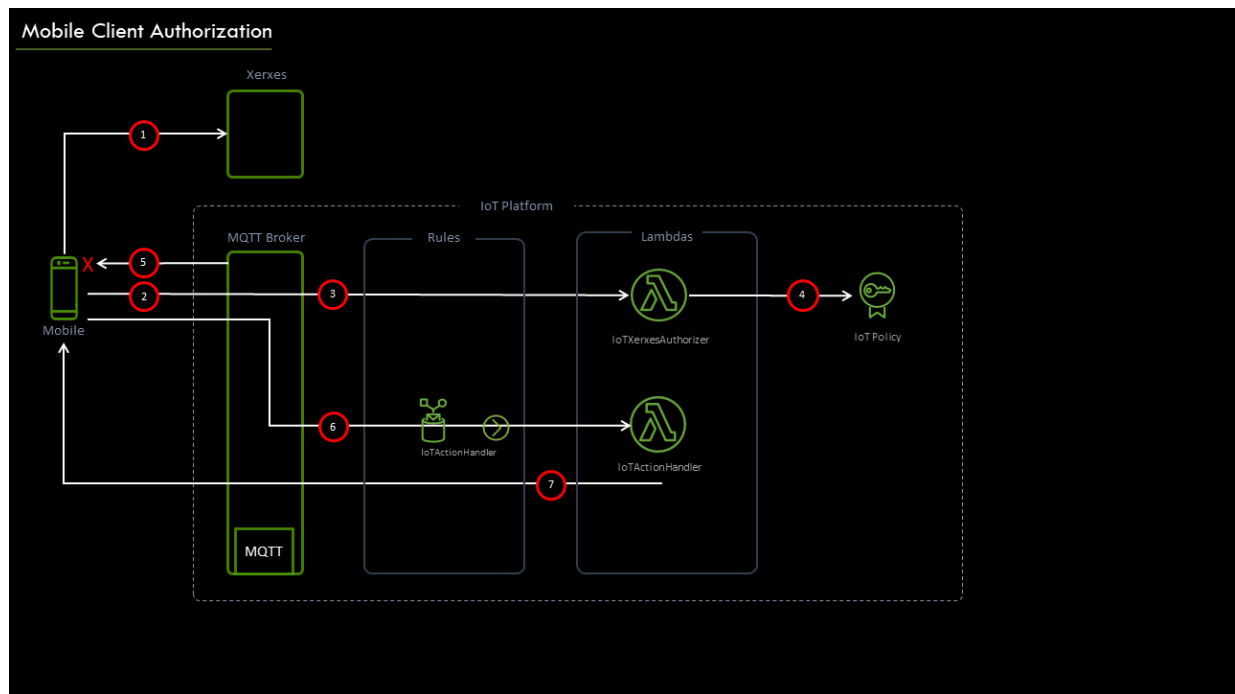 Mobile Client Authorization
Xerxes
1
IoT Platform
MQTT Broker
Rules
Lambdas
5
X
2
3
4
Mobile
IoTXerxesAuthorizer
IoT Policy
6
IoTActionHandler
IoTActionHandler
7
MQTT